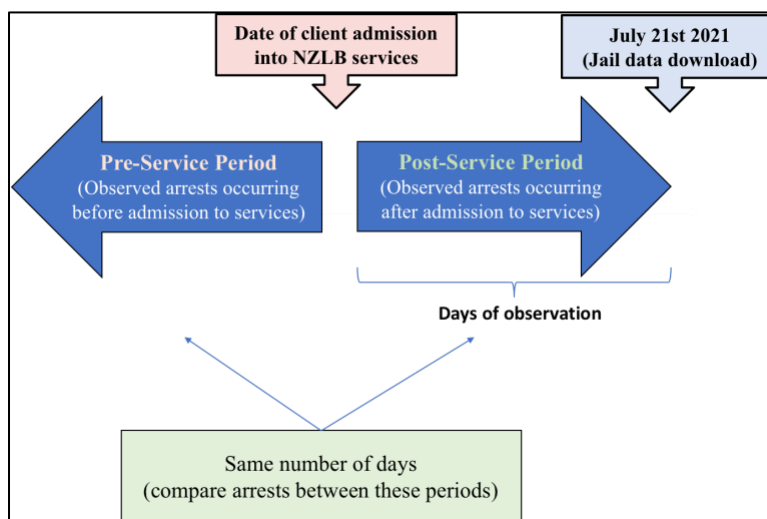 Date of client admission
into NZLB services
July 21st 2021
(Jail data download)
Pre-Service Period
(Observed arrests occurring
before admission to services)
Post-Service Period
(Observed arrests occurring
after admission to services)
Days of observation
Same number of days
(compare arrests between these periods)